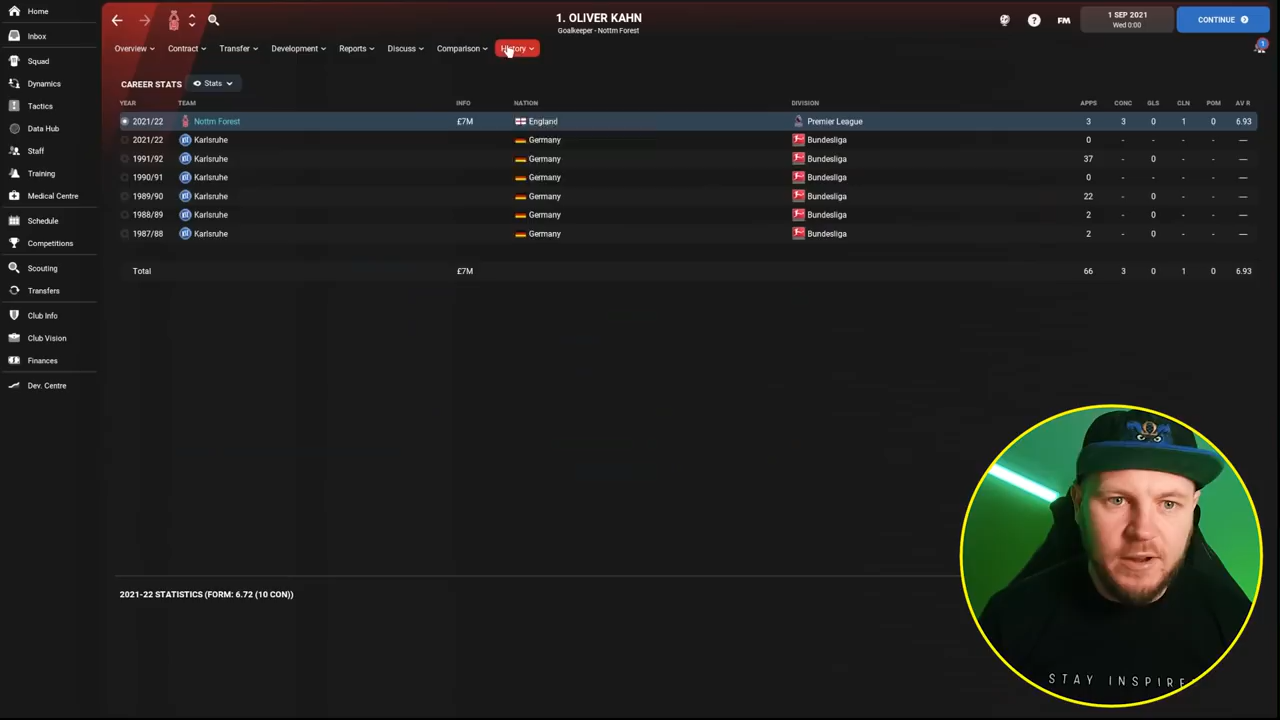 Home
1. OLIVER KAHN
Goalkeeper - Nottm Forest
FM
1 SEP 2021
Wed 0:00
CONTINUE
Inbox
Overview Contract Transfer Development Reports Discuss Comparison History
1
Squad
Dynamics
CAREER STATS Stats
YEAR TEAM INFO NATION DIVISION APPS CONC GLS CLN POM AV R
Tactics
2021/22 Nottm Forest £7M England Premier League 3 3 0 1 0 6.93
Data Hub
2021/22 Karlsruhe Germany Bundesliga 0 - - - - —
Staff
1991/92 Karlsruhe Germany Bundesliga 37 - 0 - - —
Training
1990/91 Karlsruhe Germany Bundesliga 0 - 0 - - —
Medical Centre
1989/90 Karlsruhe Germany Bundesliga 22 - 0 - - —
Schedule
1988/89 Karlsruhe Germany Bundesliga 2 - 0 - - —
Competitions
1987/88 Karlsruhe Germany Bundesliga 2 - 0 - - —
Scouting
Total £7M 66 3 0 1 0 6.93
Transfers
Club Info
Club Vision
Finances
Dev. Centre
2021-22 STATISTICS (FORM: 6.72 (10 CON))
STAY INSPIRE